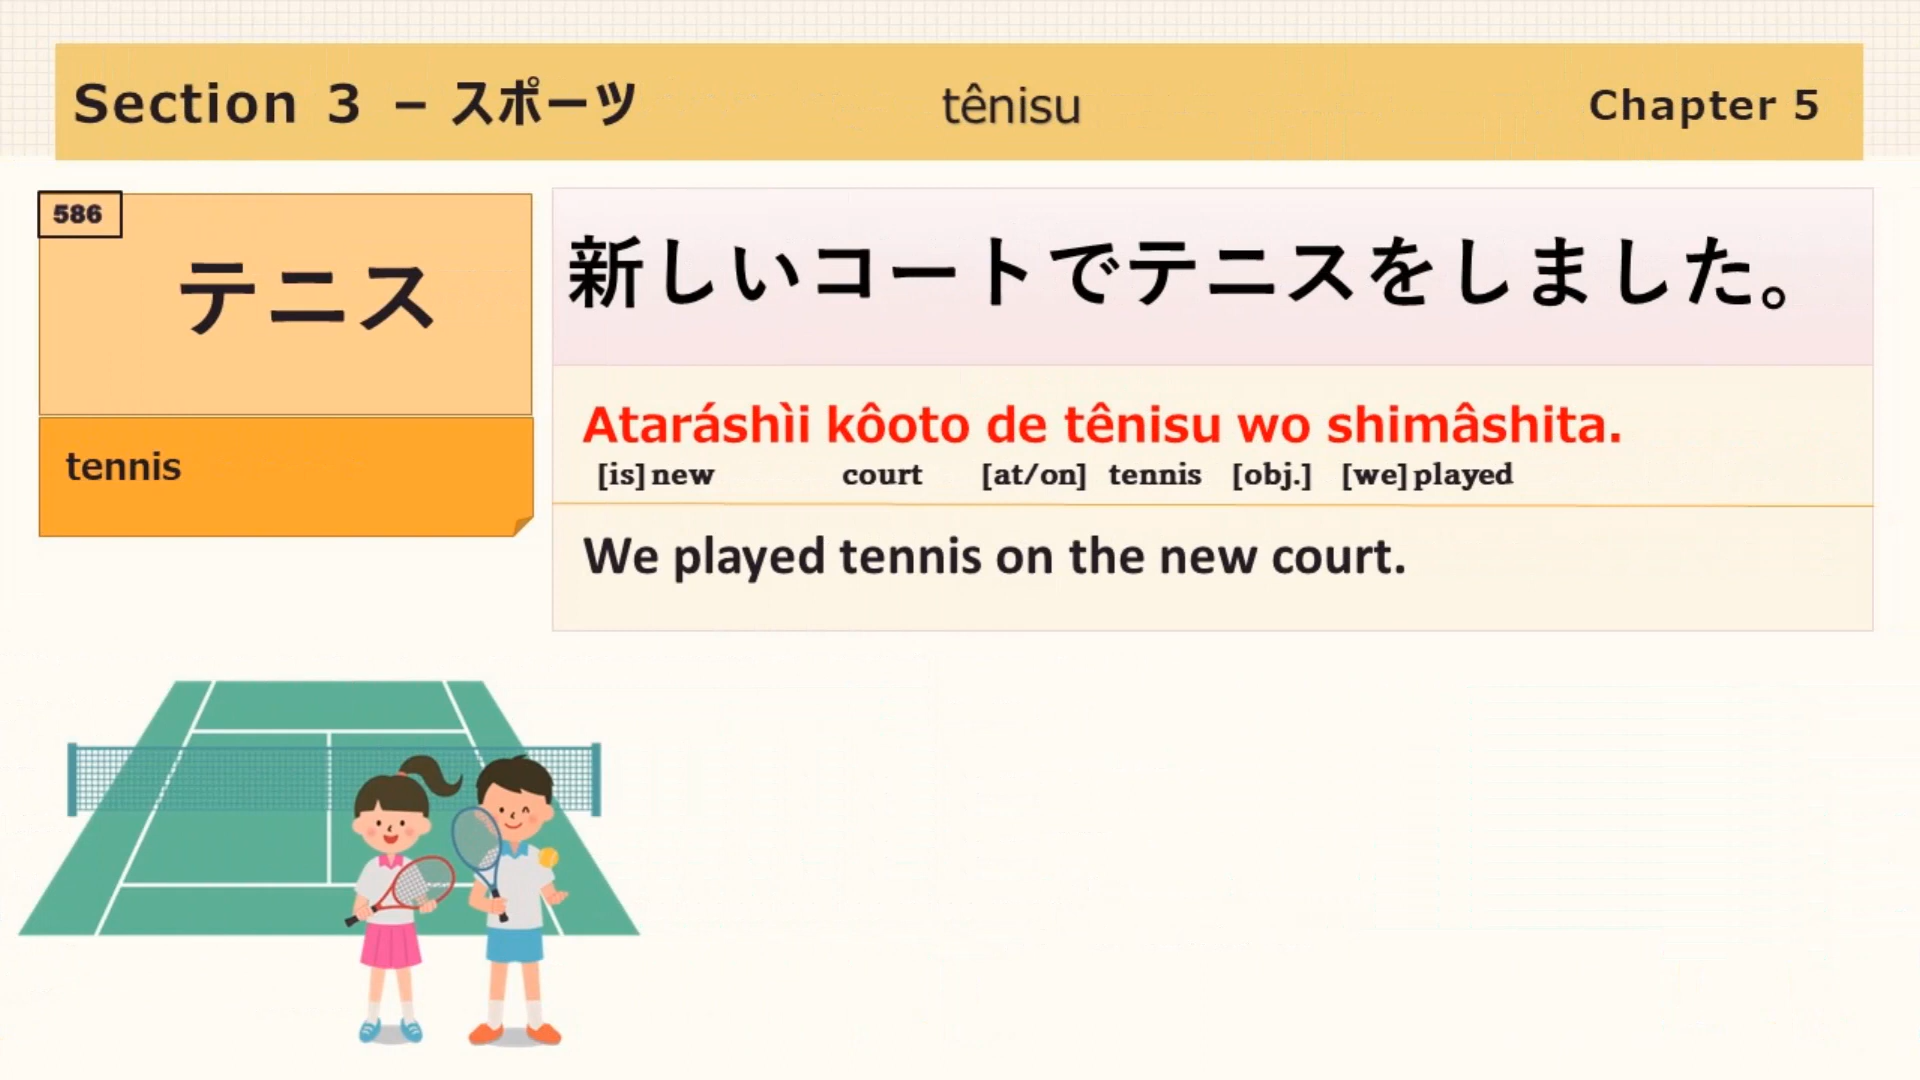 Section 3 – スポーツ
tênisu
Chapter 5
586
テニス
tennis
新しいコートでテニスをしました。
Ataráshìi kôoto de tênisu wo shimâshita.
[is] new court [at/on] tennis [obj.] [we] played
We played tennis on the new court.